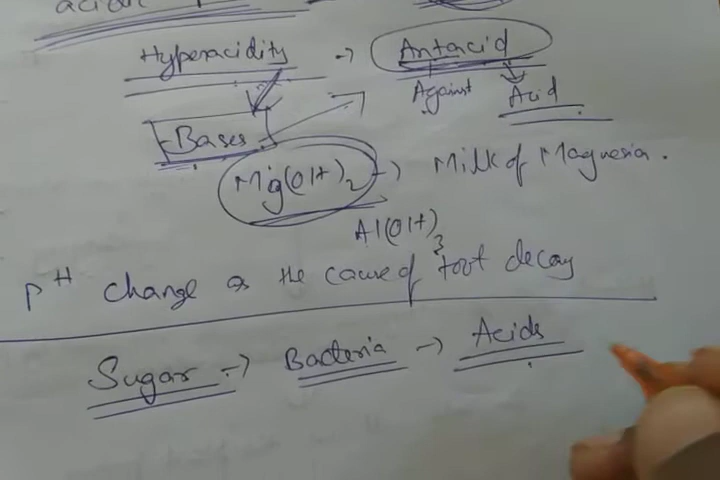 acidic
Hyperacidity → Antacid
Against Acid
Bases
Mg(OH)2 → Milk of Magnesia.
Al(OH)3
pH change as the cause of toot decay
Sugar → Bacteria → Acids